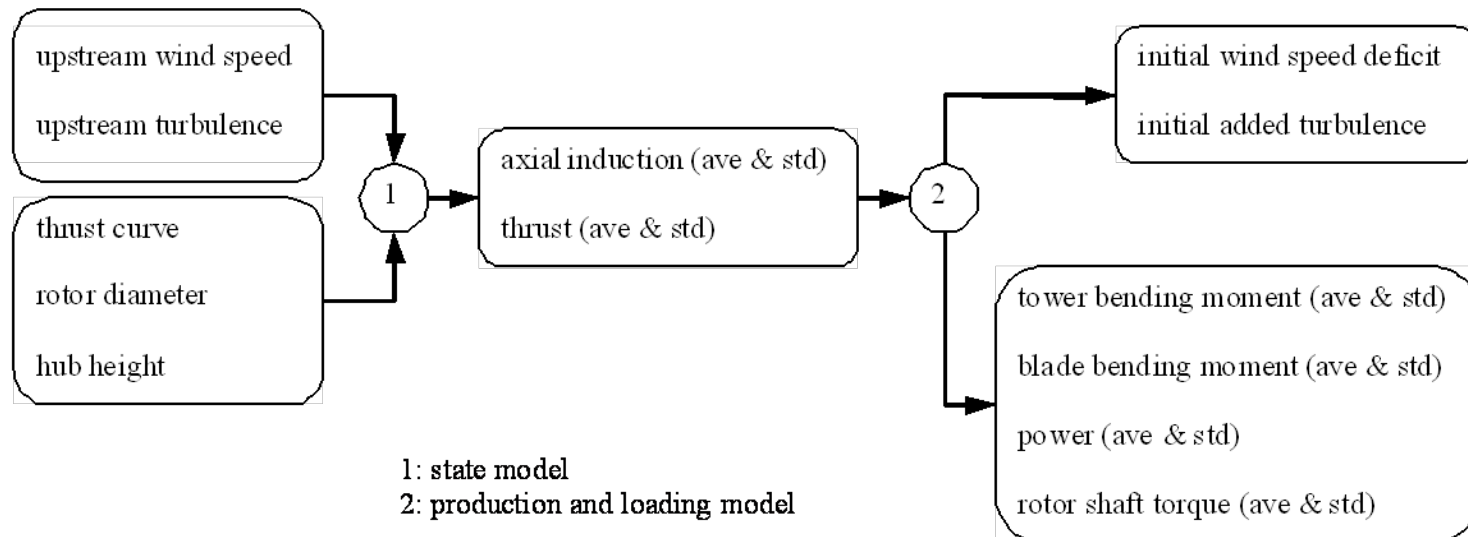 upstream wind speed
upstream turbulence
thrust curve
rotor diameter
hub height
1
axial induction (ave & std)
thrust (ave & std)
2
initial wind speed deficit
initial added turbulence
tower bending moment (ave & std)
blade bending moment (ave & std)
power (ave & std)
rotor shaft torque (ave & std)
1: state model
2: production and loading model